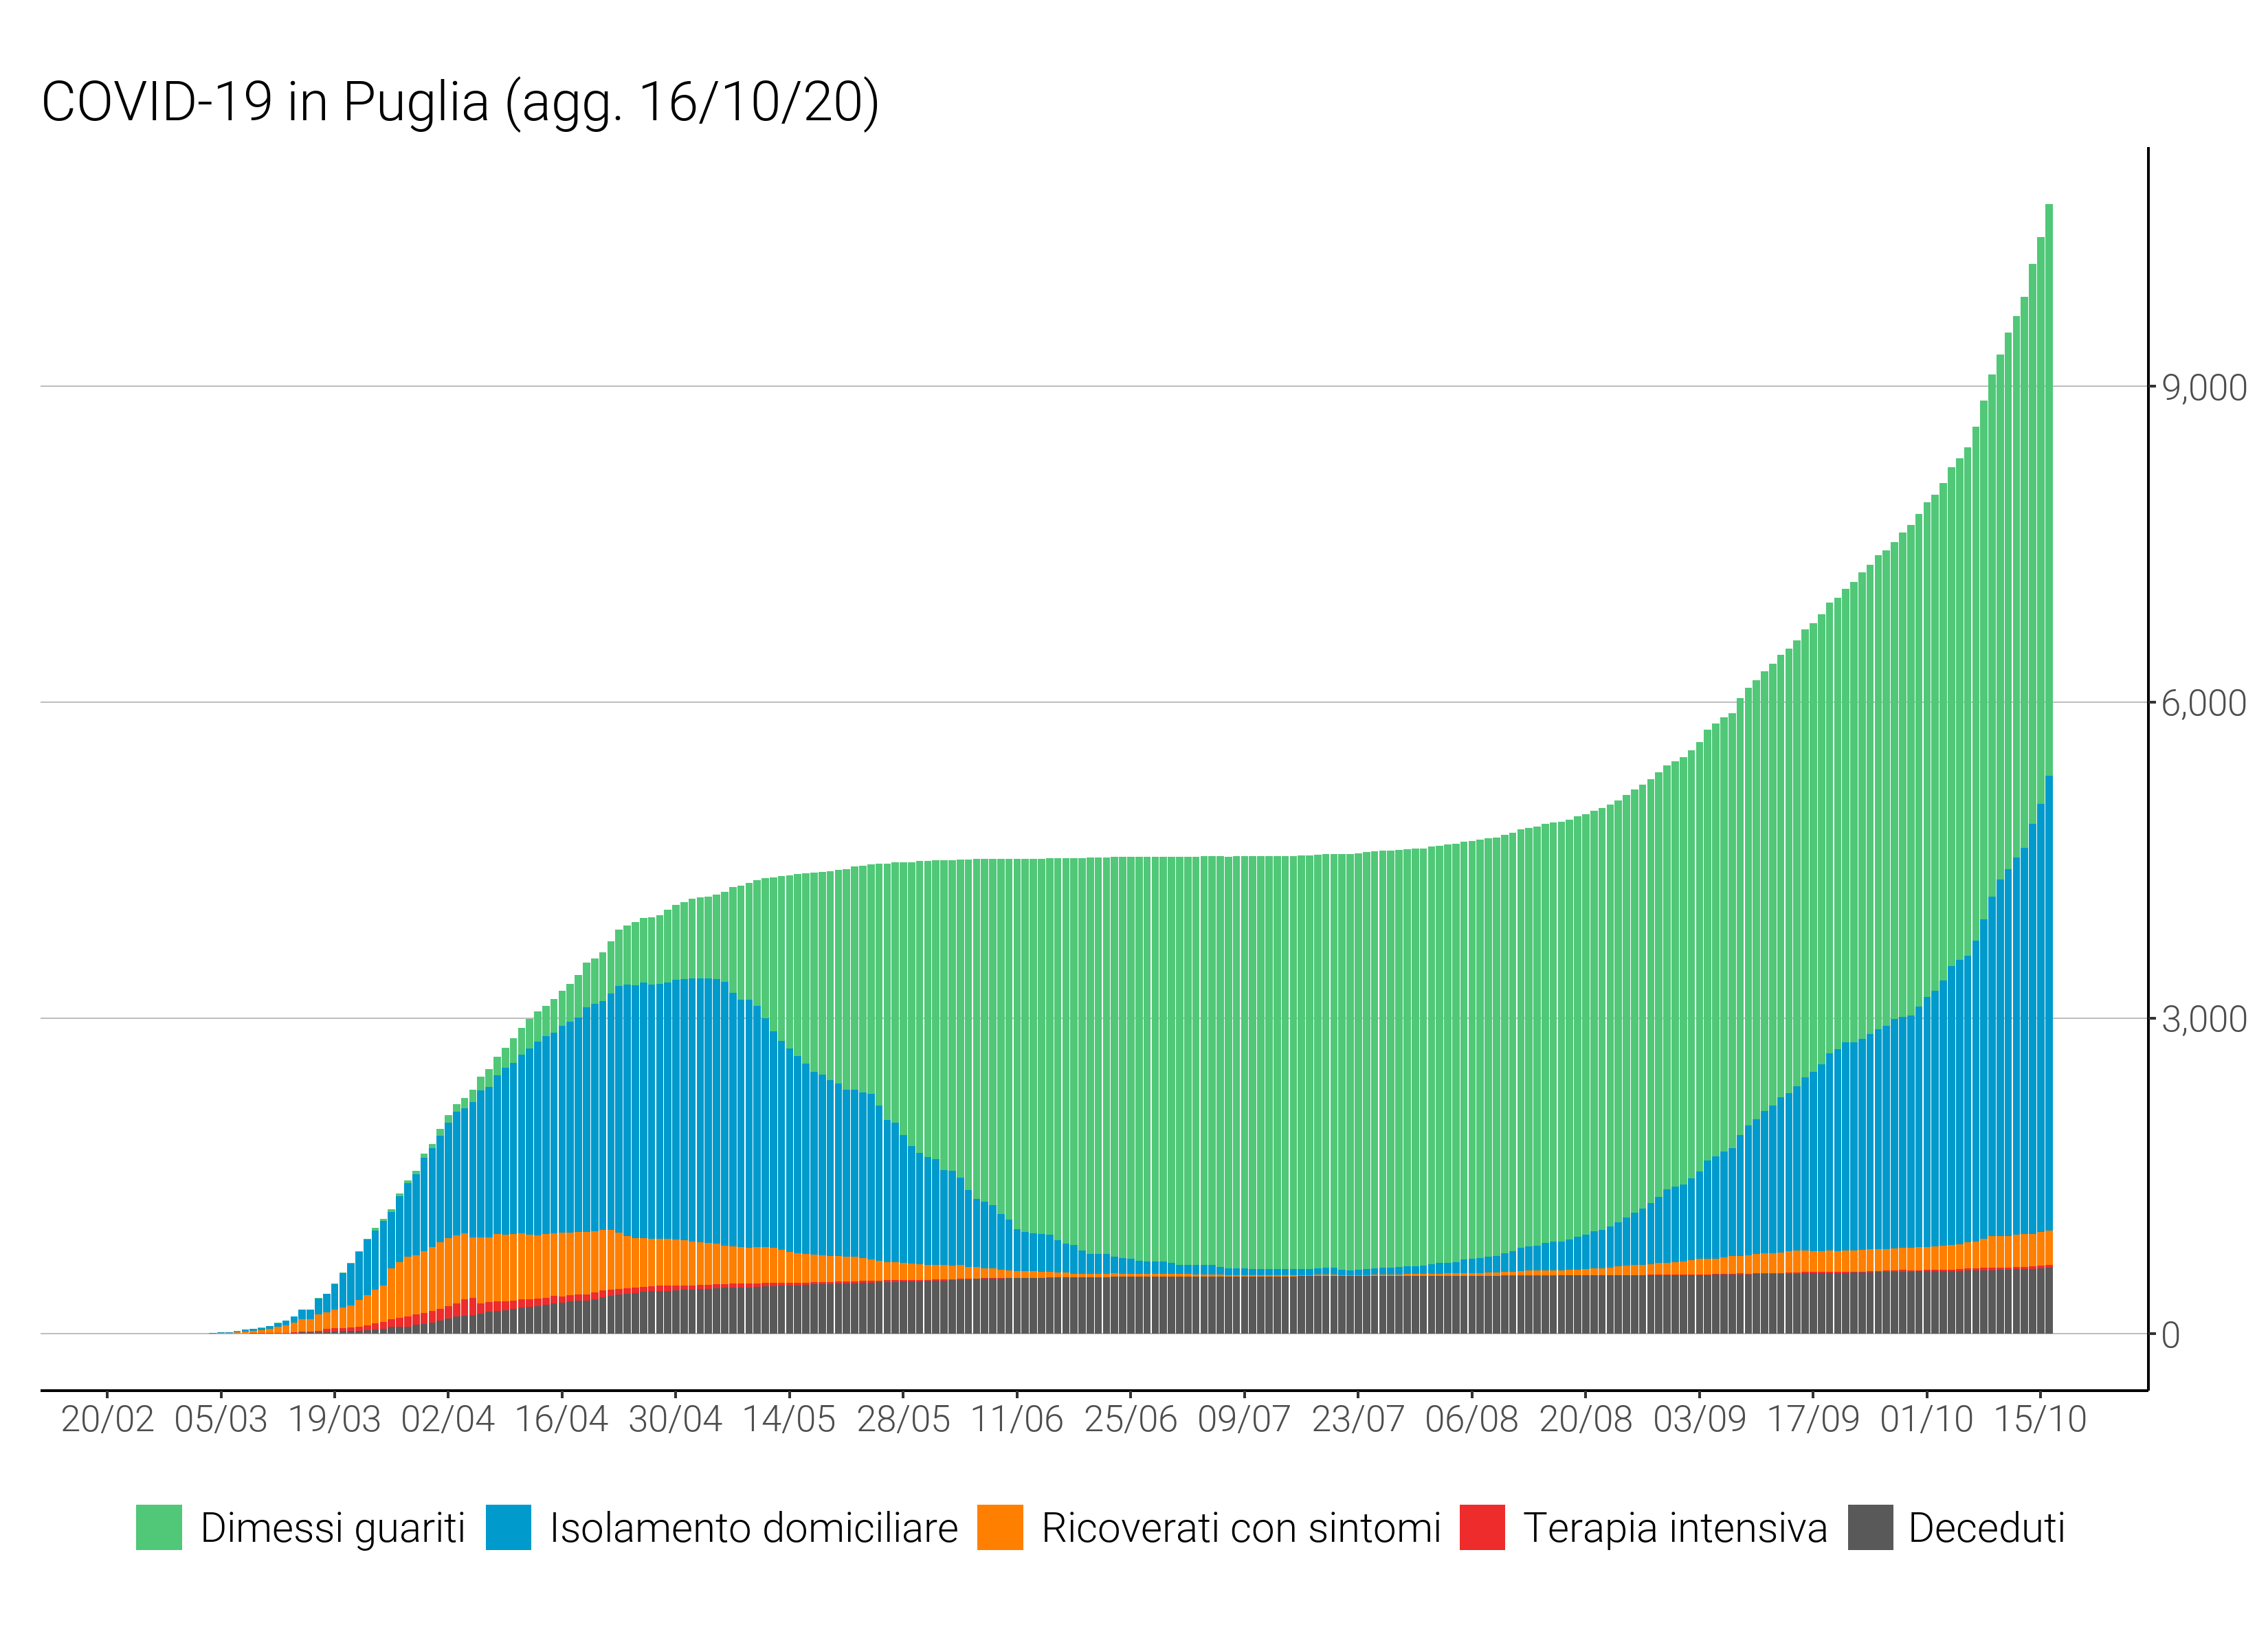 COVID-19 in Puglia (agg. 16/10/20)
9,000
6,000
3,000
0
20/02 05/03 19/03 02/04 16/04 30/04 14/05 28/05 11/06 25/06 09/07 23/07 06/08 20/08 03/09 17/09 01/10 15/10
Dimessi guariti Isolamento domiciliare Ricoverati con sintomi Terapia intensiva Deceduti